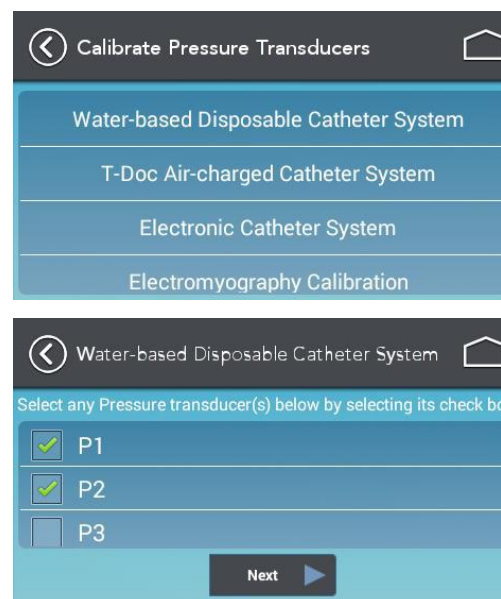 Calibrate Pressure Transducers
Water-based Disposable Catheter System
T-Doc Air-charged Catheter System
Electronic Catheter System
Electromyography Calibration
Water-based Disposable Catheter System
Select any Pressure transducer(s) below by selecting its check bo
P1
P2
P3
Next